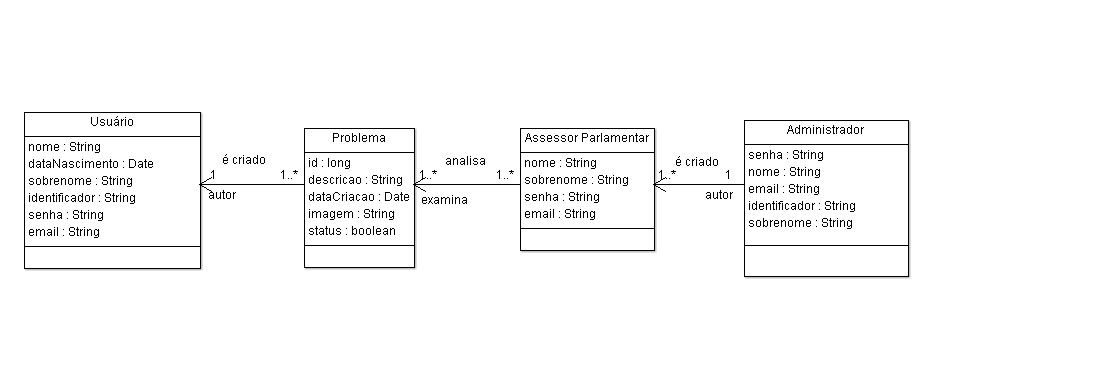 Usuário
nome : String
dataNascimento : Date
sobrenome : String
identificador : String
senha : String
email : String
é criado
1
1..*
autor
Problema
id : long
descricao : String
dataCriacao : Date
imagem : String
status : boolean
analisa
1..*
1..*
examina
Assessor Parlamentar
nome : String
sobrenome : String
senha : String
email : String
é criado
1..*
1
autor
Administrador
senha : String
nome : String
email : String
identificador : String
sobrenome : String